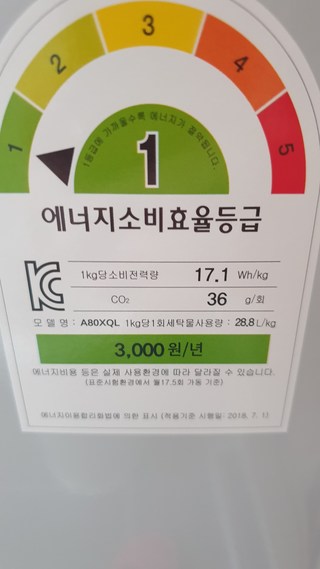 1 2 3 4 5
1등급에 가까울수록 에너지가 절약됩니다.
1
에너지소비효율등급
1kg당소비전력량 17.1 Wh/kg
CO₂ 36 g/회
모 델 명 : A80XQL 1kg당1회세탁물사용량 : 28.8 L/kg
3,000원/년
에너지비용 등은 실제 사용환경에 따라 달라질 수 있습니다.
(표준시험환경에서 월17.5회 가동 기준)
에너지이용합리화법에 의한 표시 (적용기준 시행일: 2018. 7. 1)